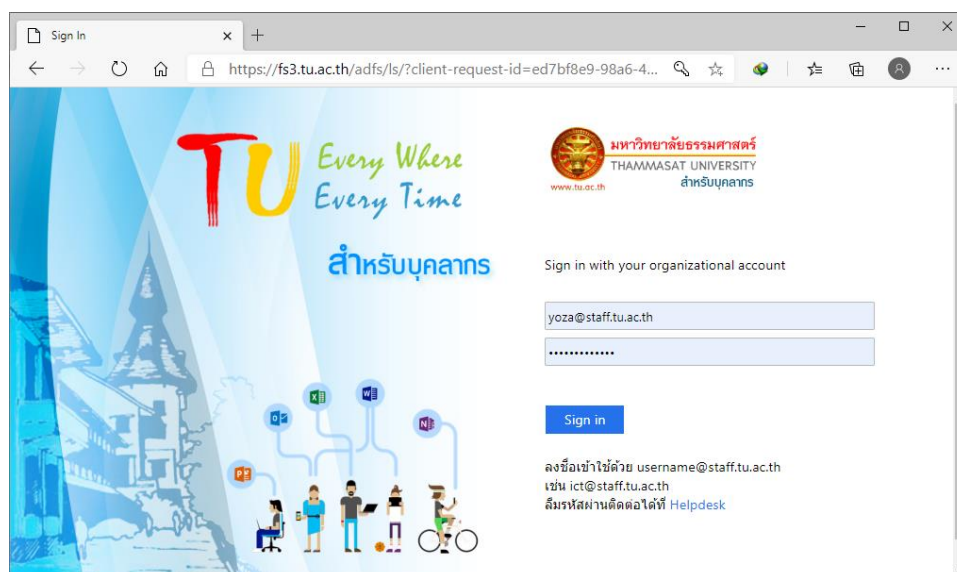 Sign In
https://fs3.tu.ac.th/adfs/ls/?client-request-id=ed7bf8e9-98a6-4...
TU
Every Where
Every Time
สำหรับบุคลากร
มหาวิทยาลัยธรรมศาสตร์
THAMMASAT UNIVERSITY
www.tu.ac.th
สำหรับบุคลากร
Sign in with your organizational account
yoza@staff.tu.ac.th
•••••••••••••
Sign in
ลงชื่อเข้าใช้ด้วย username@staff.tu.ac.th
เช่น ict@staff.tu.ac.th
ลืมรหัสผ่านติดต่อได้ที่ Helpdesk